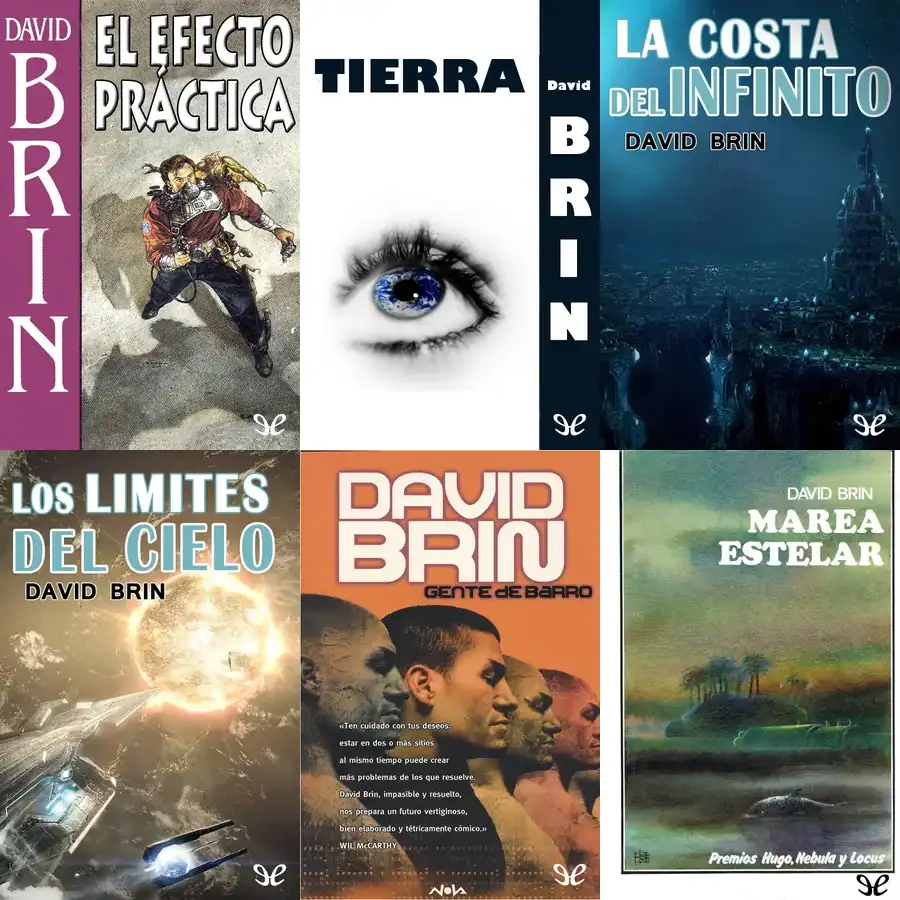 DAVID
BRIN
EL EFECTO
PRÁCTICA
TIERRA
David
BRIN
LA COSTA
DEL INFINITO
DAVID BRIN
LOS LIMITES
DEL CIELO
DAVID BRIN
DAVID
BRIN
GENTE DE BARRO
«Ten cuidado con tus deseos:
estar en dos o más sitios
al mismo tiempo puede crear
más problemas de los que resuelve.
David Brin, impasible y resuelto,
nos prepara un futuro vertiginoso,
bien elaborado y tétricamente cómico.»
WIL McCARTHY
NOVA
DAVID BRIN
MAREA
ESTELAR
Premios Hugo, Nebula y Locus